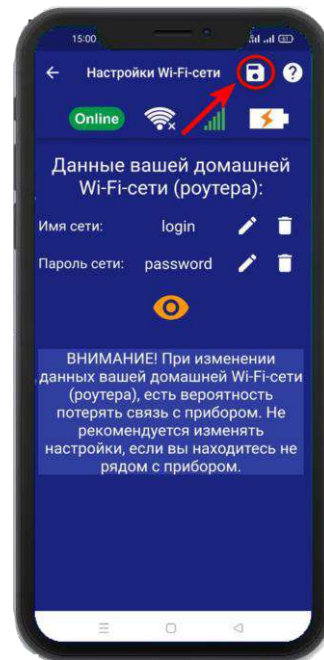 15:00
Настройки Wi-Fi-сети
?
Online
Данные вашей домашней
Wi-Fi-сети (роутера):
Имя сети: login
Пароль сети: password
ВНИМАНИЕ! При изменении
данных вашей домашней Wi-Fi-сети
(роутера), есть вероятность
потерять связь с прибором. Не
рекомендуется изменять
настройки, если вы находитесь не
рядом с прибором.